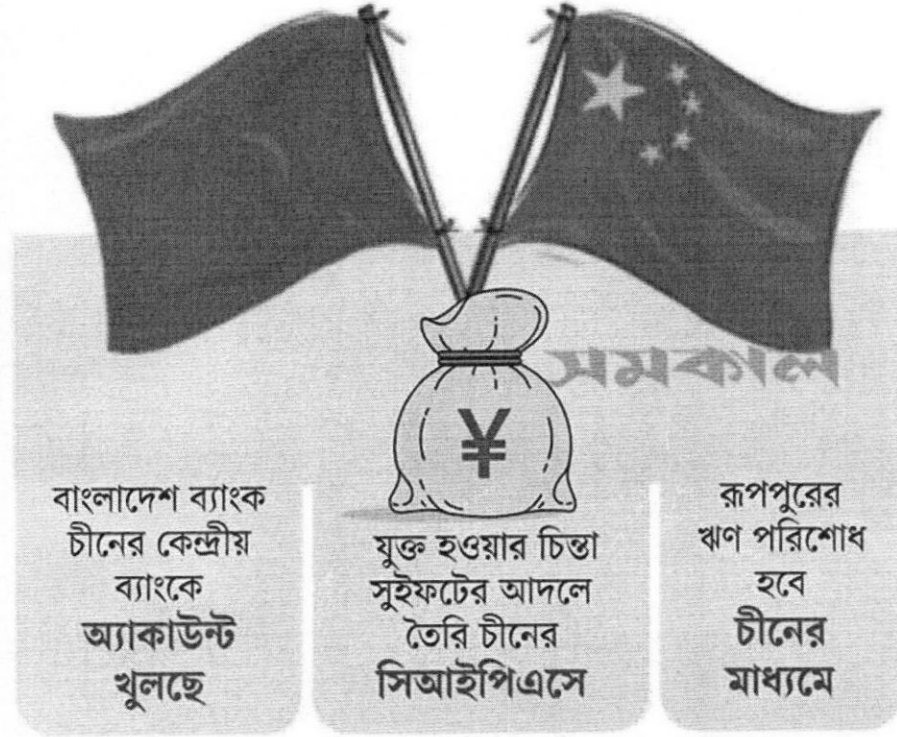 সমকাল
¥
বাংলাদেশ ব্যাংক
চীনের কেন্দ্রীয়
ব্যাংকে
অ্যাকাউন্ট
খুলছে
যুক্ত হওয়ার চিন্তা
সুইফটের আদলে
তৈরি চীনের
সিআইপিএসে
রূপপুরের
ঋণ পরিশোধ
হবে
চীনের
মাধ্যমে